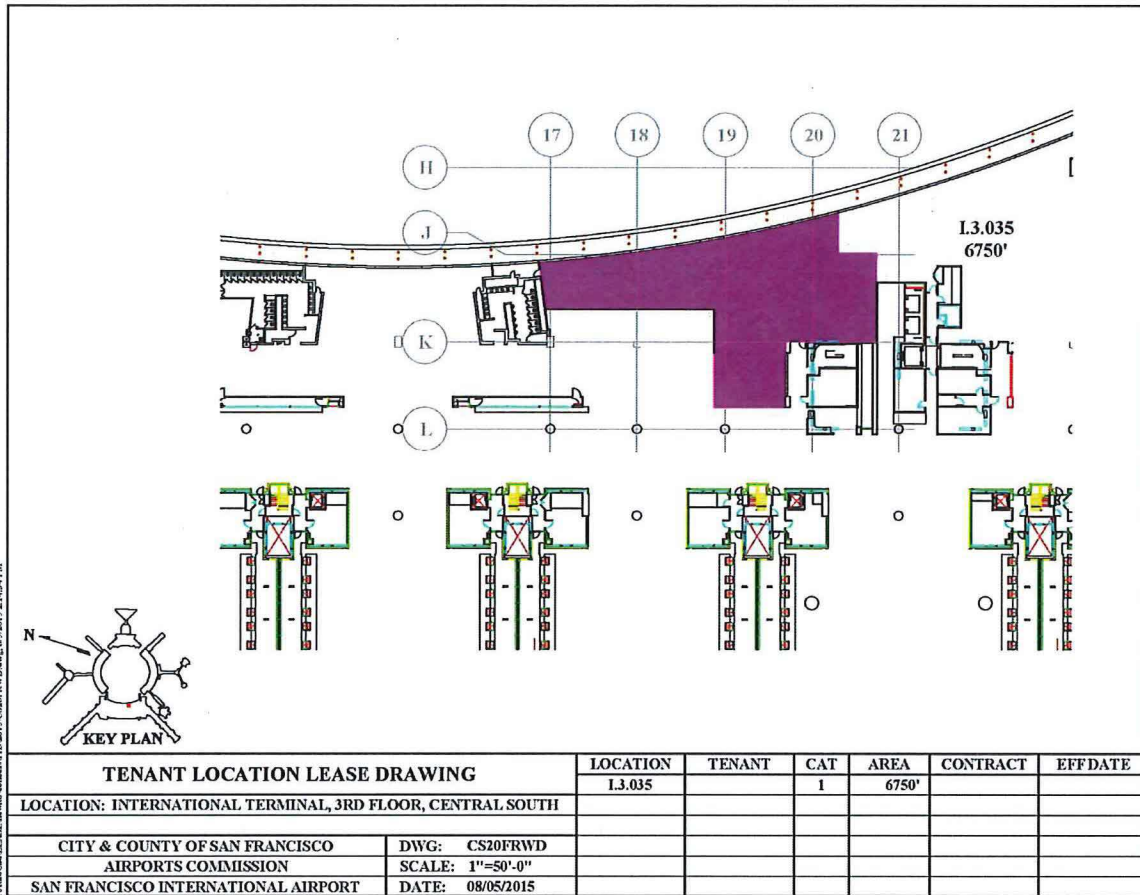 17 18 19 20 21
H
I.3.035
6750'
J
K
L
N
KEY PLAN
TENANT LOCATION LEASE DRAWING
LOCATION TENANT CAT AREA CONTRACT EFFDATE
I.3.035 1 6750'
LOCATION: INTERNATIONAL TERMINAL, 3RD FLOOR, CENTRAL SOUTH
CITY & COUNTY OF SAN FRANCISCO DWG: CS20FRWD
AIRPORTS COMMISSION SCALE: 1"=50'-0"
SAN FRANCISCO INTERNATIONAL AIRPORT DATE: 08/05/2015